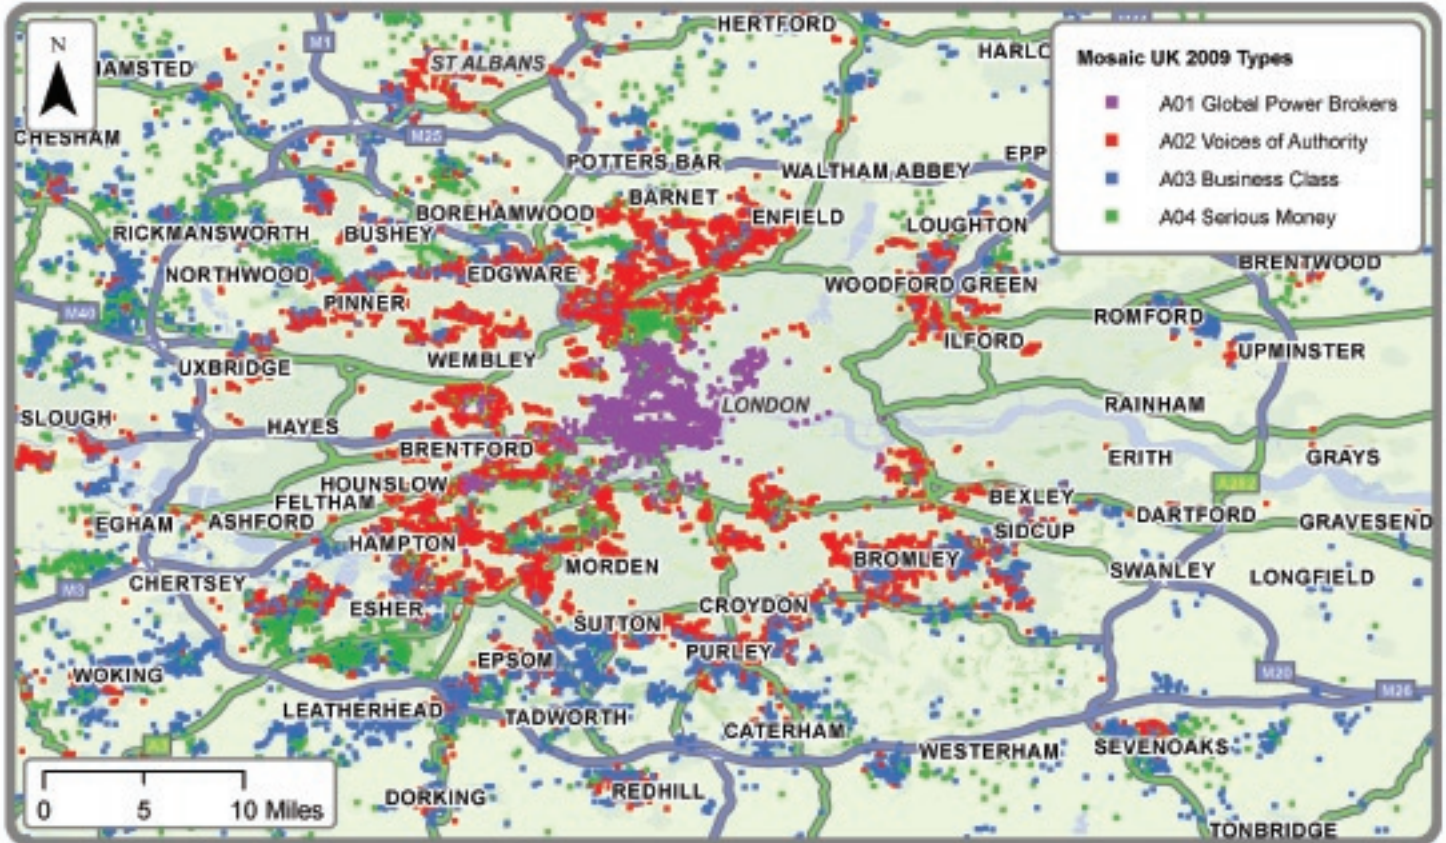 HERTFORD
M1
N
IAMSTED
ST ALBANS
HARLC
Mosaic UK 2009 Types
A01 Global Power Brokers
A02 Voices of Authority
A03 Business Class
A04 Serious Money
CHESHAM
M25
POTTERS BAR
WALTHAM ABBEY
EPP
BARNET
BOREHAMWOOD
ENFIELD
LOUGHTON
RICKMANSWORTH
BUSHEY
BRENTWOOD
NORTHWOOD
EDGWARE
WOODFORD GREEN
PINNER
M40
ROMFORD
ILFORD
WEMBLEY
UPMINSTER
UXBRIDGE
LONDON
RAINHAM
SLOUGH
HAYES
BRENTFORD
ERITH
GRAYS
HOUNSLOW
FELTHAM
A282
BEXLEY
EGHAM
ASHFORD
DARTFORD
GRAVESEND
SIDCUP
HAMPTON
BROMLEY
MORDEN
SWANLEY
LONGFIELD
CHERTSEY
M3
ESHER
CROYDON
SUTTON
PURLEY
EPSOM
WOKING
M20
M26
LEATHERHEAD
TADWORTH
CATERHAM
WESTERHAM
SEVENOAKS
A3
REDHILL
DORKING
0 5 10 Miles
TONBRIDGE